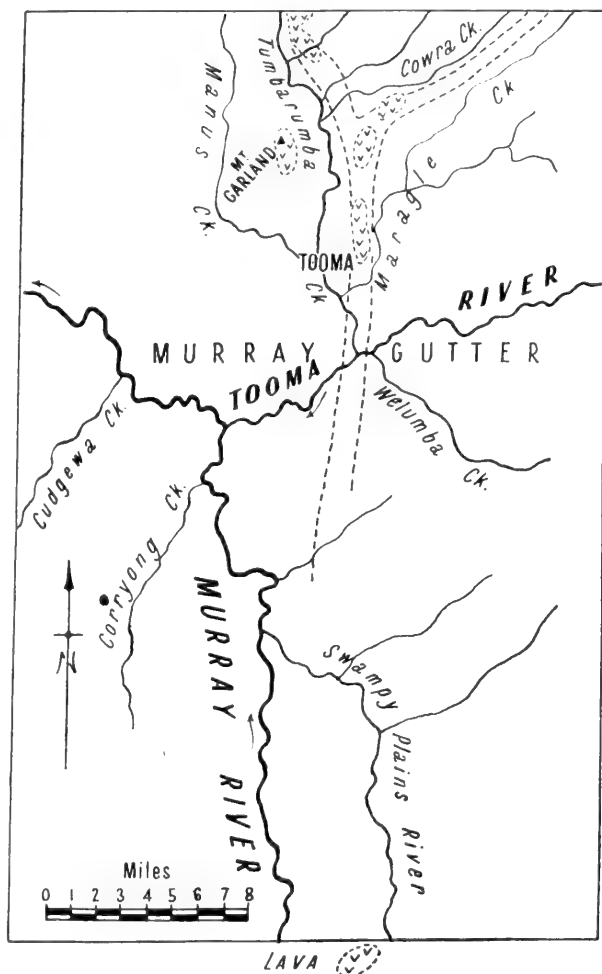 Manus Ck.
Tumbarumba Ck
Cowra Ck.
MT GARLAND
Maragle Ck
TOOMA
TOOMA RIVER
MURRAY GUTTER
Welumba Ck.
Cudgewa Ck.
Corryong Ck.
N
MURRAY RIVER
Swampy Plains River
Miles
0 1 2 3 4 5 6 7 8
LAVA